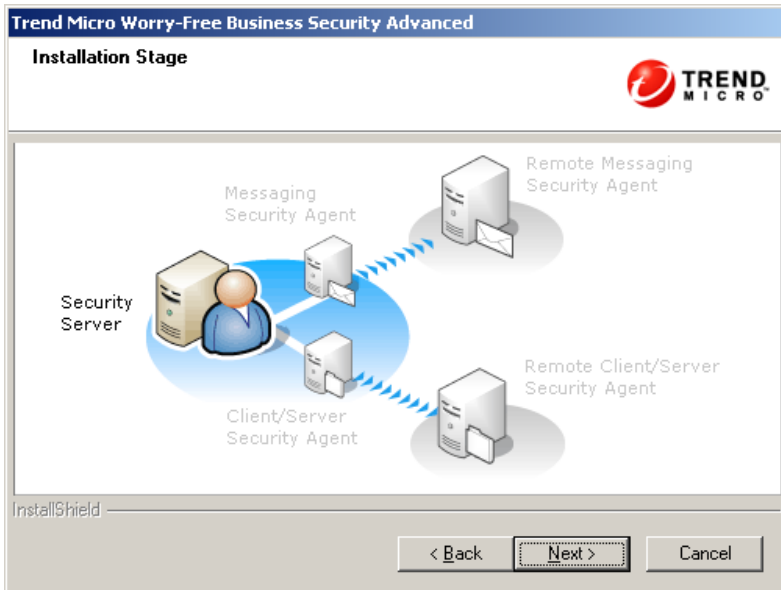 Trend Micro Worry-Free Business Security Advanced
Installation Stage
TREND
MICRO™
Remote Messaging
Security Agent
Messaging
Security Agent
Security
Server
Remote Client/Server
Security Agent
Client/Server
Security Agent
InstallShield
< Back
Next >
Cancel